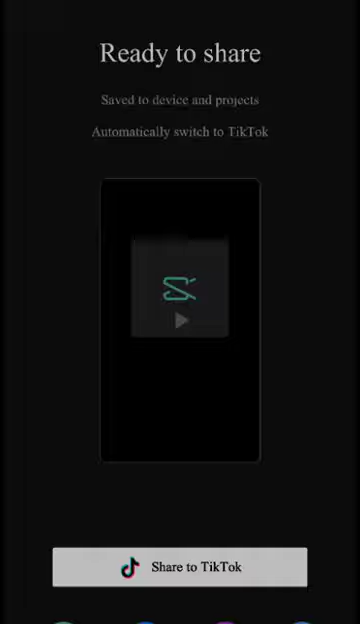 Ready to share
Saved to device and projects
Automatically switch to TikTok
Share to TikTok